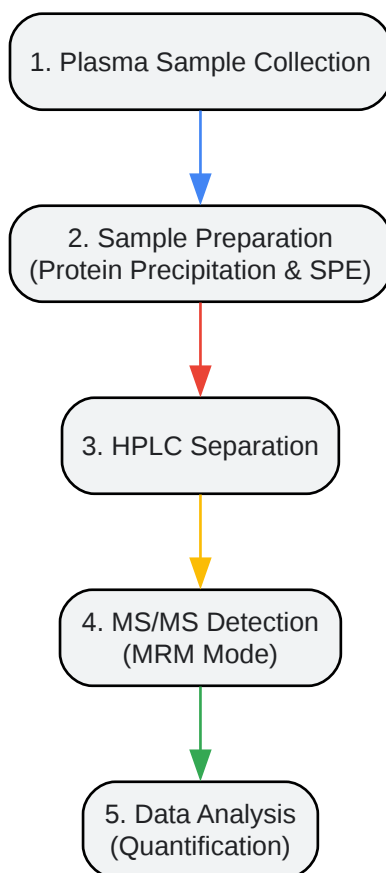 1. Plasma Sample Collection
2. Sample Preparation
(Protein Precipitation & SPE)
3. HPLC Separation
4. MS/MS Detection
(MRM Mode)
5. Data Analysis
(Quantification)